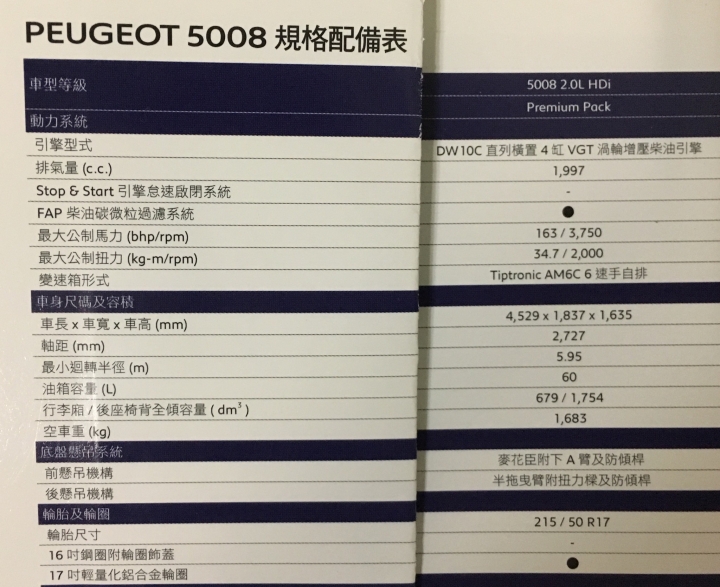 PEUGEOT 5008 規格配備表
車型等級 5008 2.0L HDi
Premium Pack
動力系統
引擎型式 DW10C 直列橫置 4 缸 VGT 渦輪增壓柴油引擎
排氣量 (c.c.) 1,997
Stop & Start 引擎怠速啟閉系統 -
FAP 柴油碳微粒過濾系統 ●
最大公制馬力 (bhp/rpm) 163 / 3,750
最大公制扭力 (kg-m/rpm) 34.7 / 2,000
變速箱形式 Tiptronic AM6C 6 速手自排
車身尺碼及容積
車長 x 車寬 x 車高 (mm) 4,529 x 1,837 x 1,635
軸距 (mm) 2,727
最小迴轉半徑 (m) 5.95
油箱容量 (L) 60
行李廂 / 後座椅背全傾容量 ( dm³ ) 679 / 1,754
空車重 (kg) 1,683
底盤懸吊系統
前懸吊機構 麥花臣附下 A 臂及防傾桿
後懸吊機構 半拖曳臂附扭力樑及防傾桿
輪胎及輪圈
輪胎尺寸 215 / 50 R17
16 吋鋼圈附輪圈飾蓋 -
17 吋輕量化鋁合金輪圈 ●